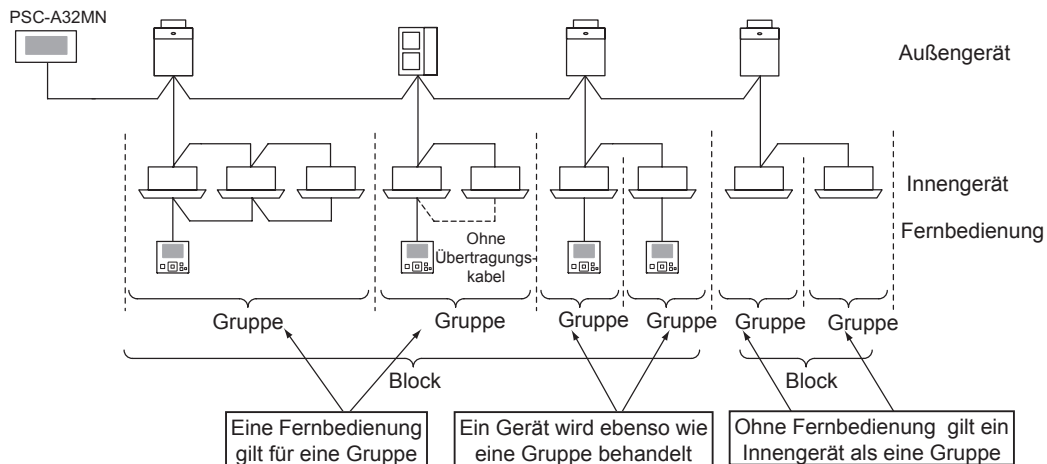 PSC-A32MN
Außengerät
Innengerät
Fernbedienung
Ohne
Übertragungs-
kabel
Gruppe
Gruppe
Gruppe
Gruppe
Gruppe
Gruppe
Block
Block
Eine Fernbedienung
gilt für eine Gruppe
Ein Gerät wird ebenso wie
eine Gruppe behandelt
Ohne Fernbedienung gilt ein
Innengerät als eine Gruppe